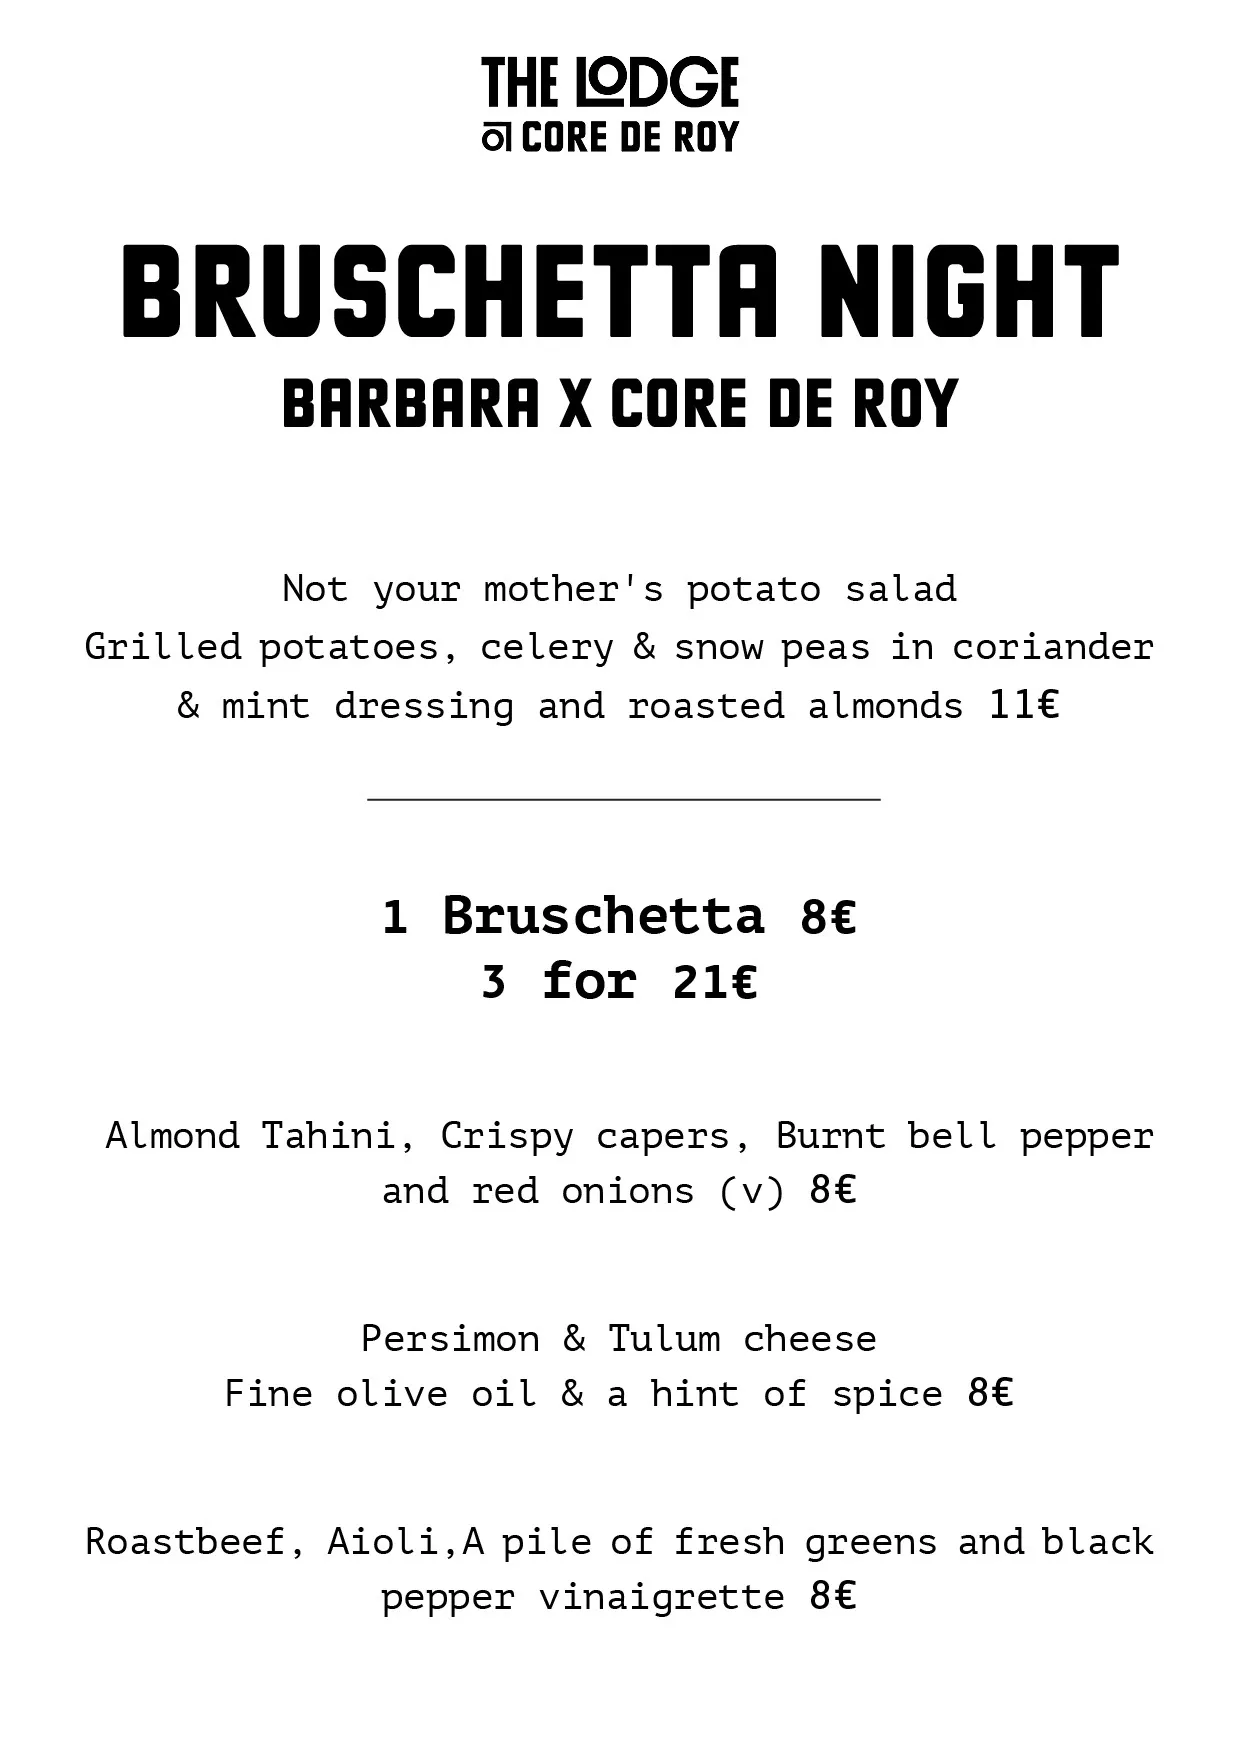 THE LODGE
CORE DE ROY
BRUSCHETTA NIGHT
BARBARA X CORE DE ROY
Not your mother's potato salad
Grilled potatoes, celery & snow peas in coriander
& mint dressing and roasted almonds 11€
1 Bruschetta 8€
3 for 21€
Almond Tahini, Crispy capers, Burnt bell pepper
and red onions (v) 8€
Persimon & Tulum cheese
Fine olive oil & a hint of spice 8€
Roastbeef, Aioli,A pile of fresh greens and black
pepper vinaigrette 8€